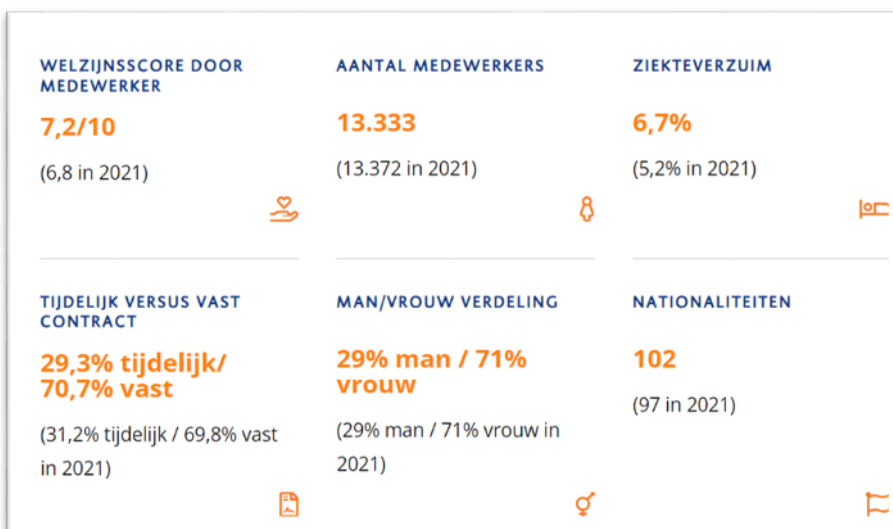 WELZIJNSSCORE DOOR
MEDEWERKER
7,2/10
(6,8 in 2021)
AANTAL MEDEWERKERS
13.333
(13.372 in 2021)
ZIEKTEVERZUIM
6,7%
(5,2% in 2021)
TIJDELIJK VERSUS VAST
CONTRACT
29,3% tijdelijk/
70,7% vast
(31,2% tijdelijk / 69,8% vast
in 2021)
MAN/VROUW VERDELING
29% man / 71%
vrouw
(29% man / 71% vrouw in
2021)
NATIONALITEITEN
102
(97 in 2021)